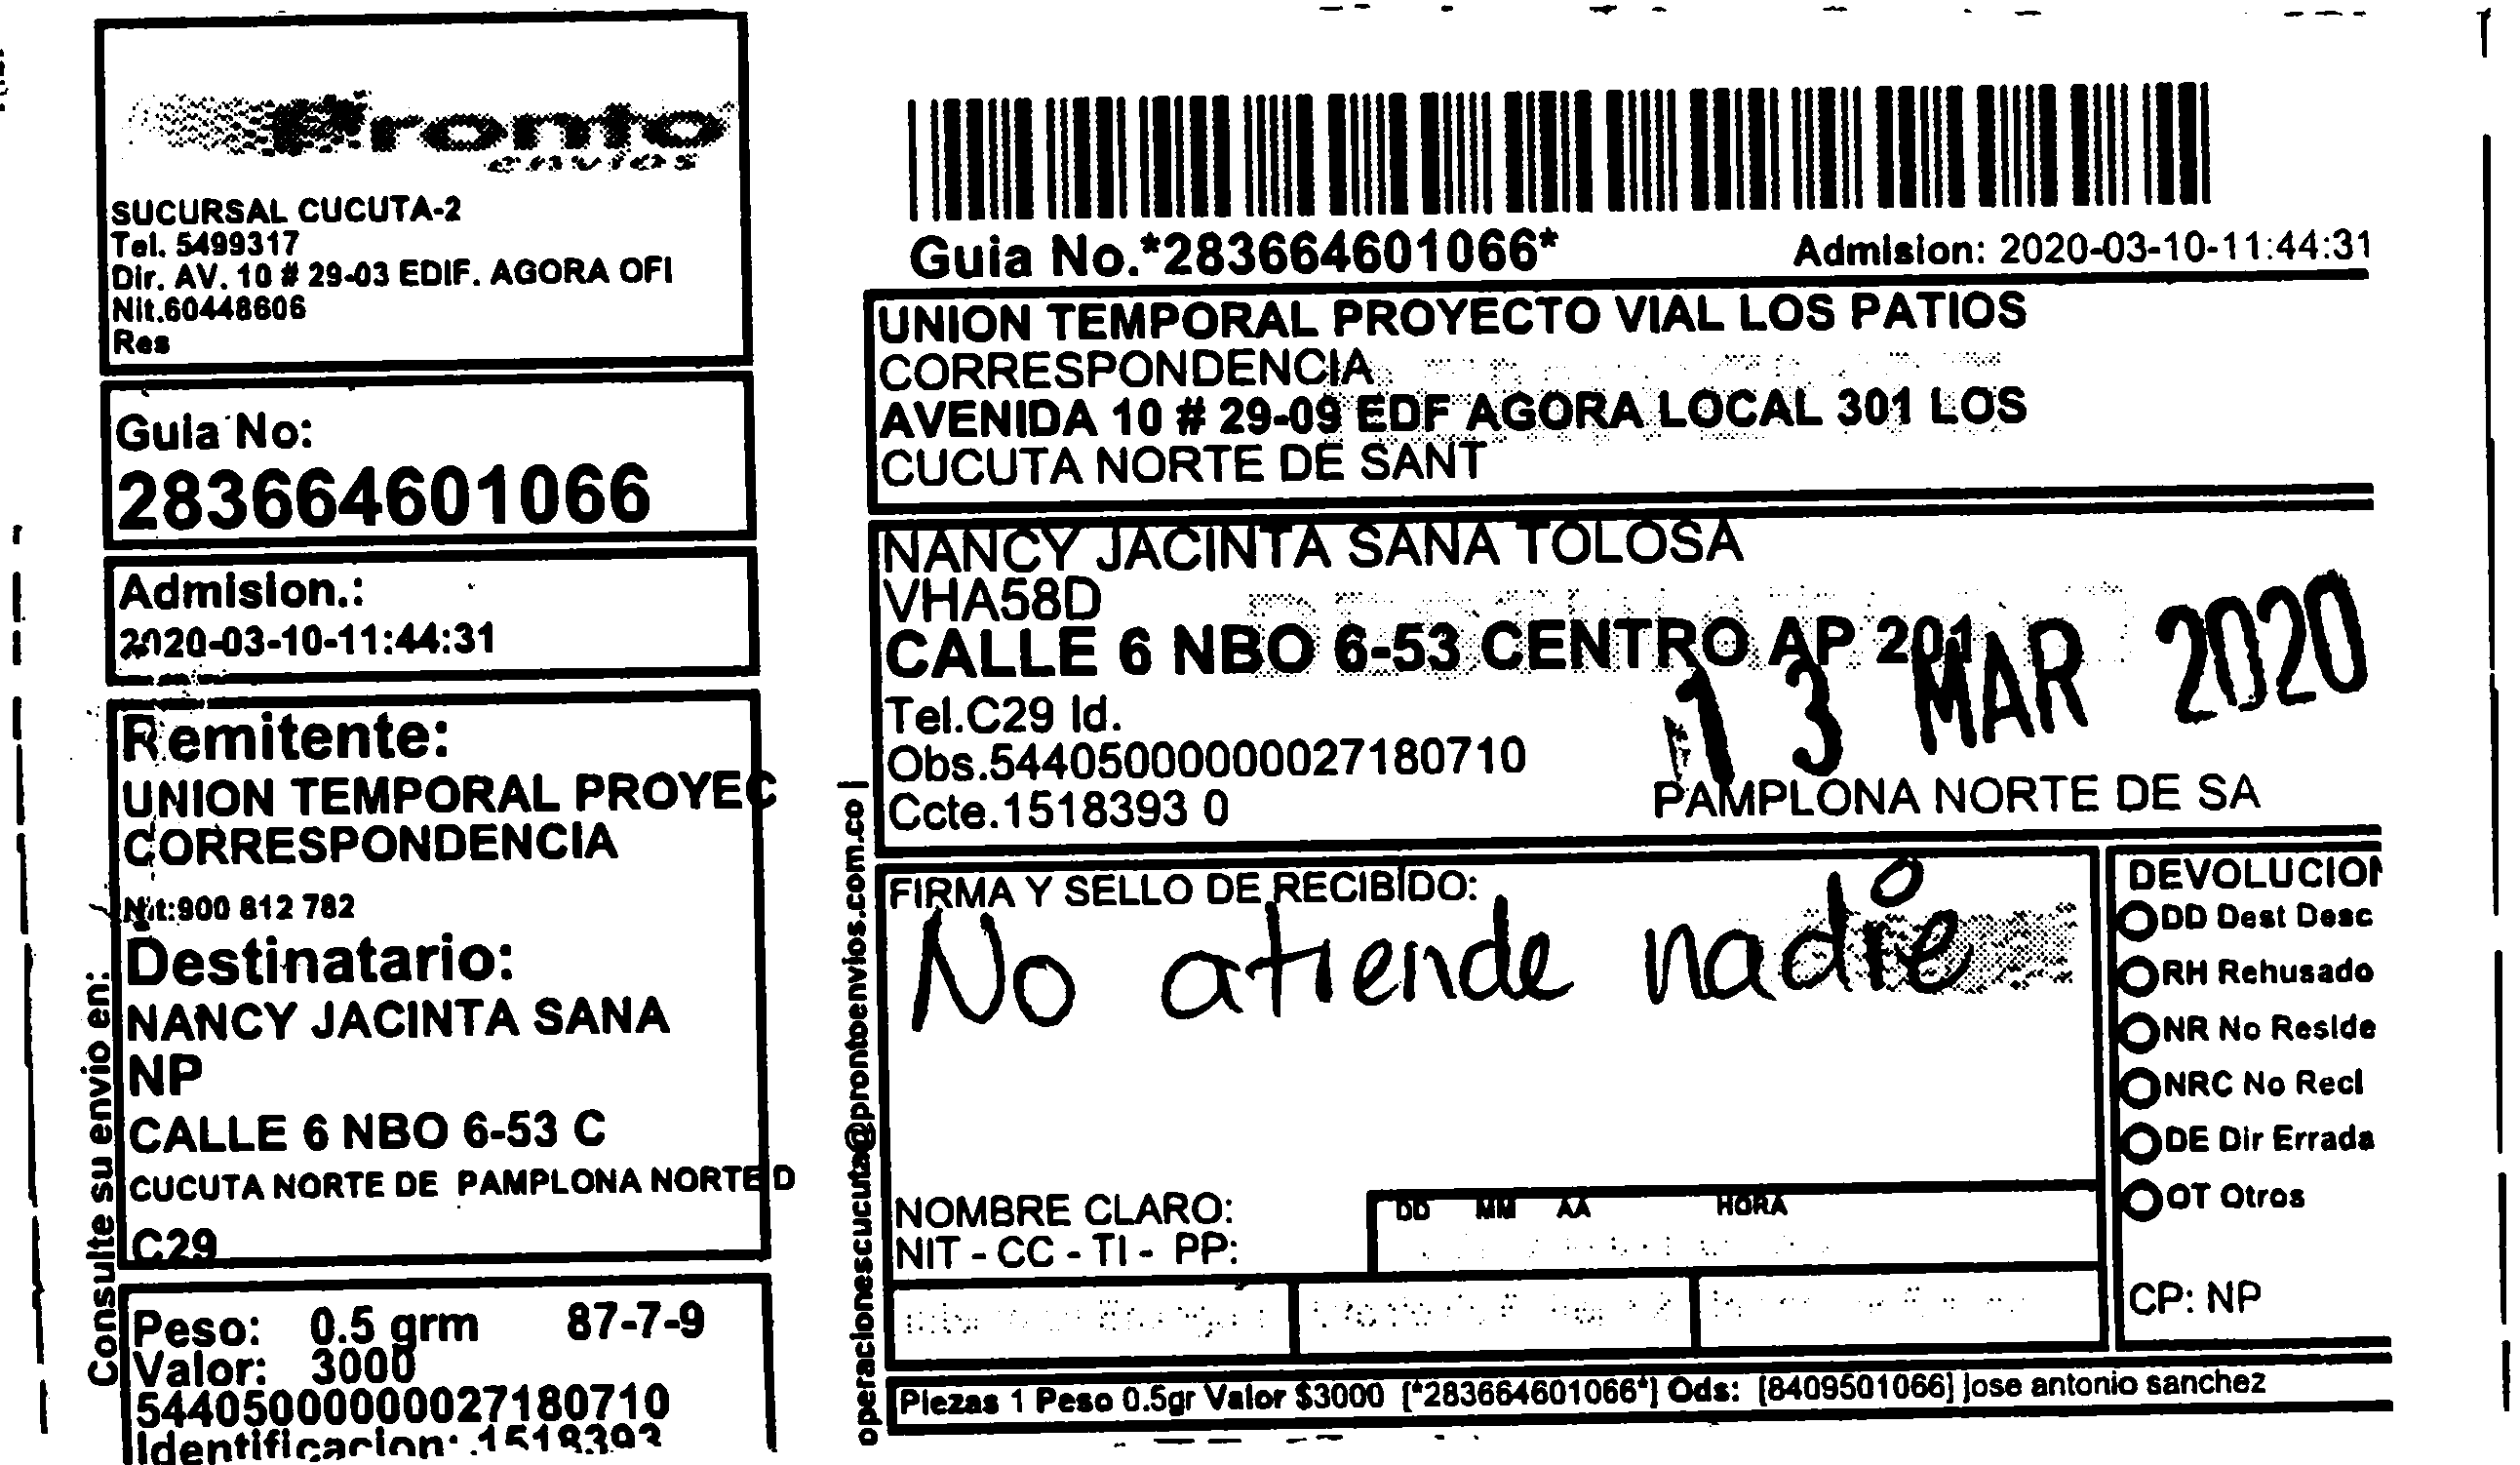 Pronto
envios
SUCURSAL CUCUTA-2
Tel. 5499317
Dir. AV. 10 # 29-03 EDIF. AGORA OFI
Nit.60448606
Res
Guia No:
283664601066
Admision.:
2020-03-10-11:44:31
Remitente:
UNION TEMPORAL PROYEC
CORRESPONDENCIA
Nit:900 812 782
Destinatario:
NANCY JACINTA SANA
NP
CALLE 6 NBO 6-53 C
CUCUTA NORTE DE PAMPLONA NORTE D
C29
Peso: 0.5 grm 87-7-9
Valor: 3000
544050000000027180710
Identificacion: 1518393
Consulte su envio en:
operacionescucuta@prontoenvios.com.co |
Guia No.*283664601066*
Admision: 2020-03-10-11:44:31
UNION TEMPORAL PROYECTO VIAL LOS PATIOS
CORRESPONDENCIA
AVENIDA 10 # 29-09 EDF AGORA LOCAL 301 LOS
CUCUTA NORTE DE SANT
NANCY JACINTA SANA TOLOSA
VHA58D
CALLE 6 NBO 6-53 CENTRO AP 201
13 MAR 2020
Tel.C29 Id.
Obs.544050000000027180710
Ccte.1518393 0
PAMPLONA NORTE DE SA
FIRMA Y SELLO DE RECIBIDO:
No atiende nadie
NOMBRE CLARO:
NIT - CC - TI - PP:
DD MM AA HORA
DEVOLUCION
DD Dest Desc
RH Rehusado
NR No Reside
NRC No Recl
DE Dir Errada
OT Otros
CP: NP
Piezas 1 Peso 0.5gr Valor $3000 [*283664601066*] Ods: [8409501066] jose antonio sanchez